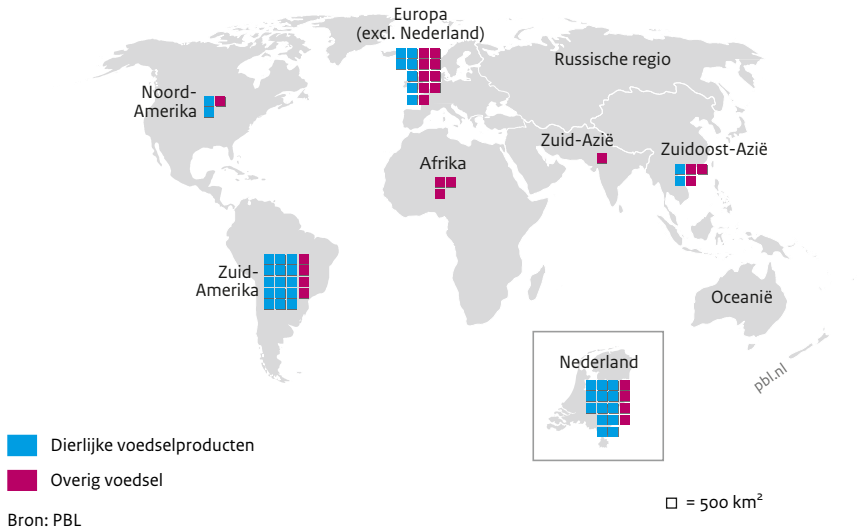 Europa
(excl. Nederland)
Russische regio
Noord-
Amerika
Zuid-Azië
Zuidoost-Azië
Afrika
Zuid-
Amerika
Oceanië
Nederland
pbl.nl
Dierlijke voedselproducten
Overig voedsel
= 500 km²
Bron: PBL